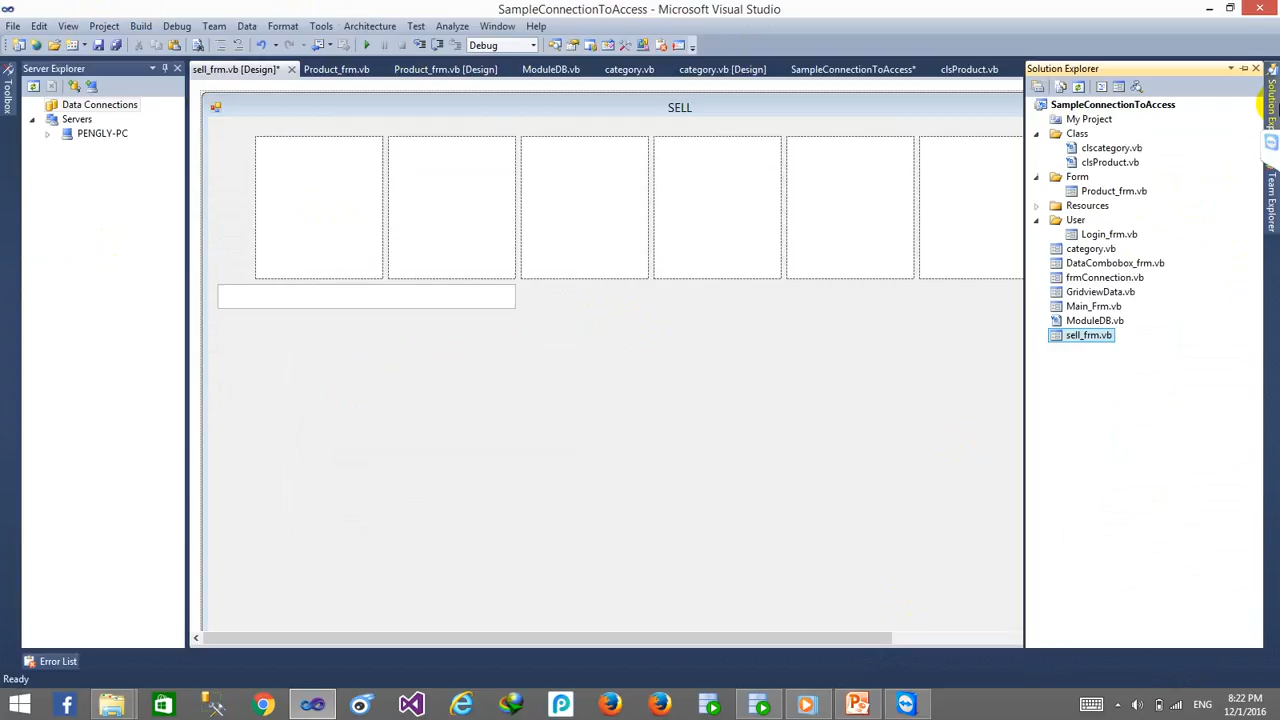 SampleConnectionToAccess - Microsoft Visual Studio
File Edit View Project Build Debug Team Data Format Tools Architecture Test Analyze Window Help
Debug
Server Explorer
sell_frm.vb [Design]* Product_frm.vb Product_frm.vb [Design] ModuleDB.vb category.vb category.vb [Design] SampleConnectionToAccess* clsProduct.vb
Solution Explorer
Toolbox
Data Connections
Servers
PENGLY-PC
SELL
SampleConnectionToAccess
My Project
Class
clscategory.vb
clsProduct.vb
Form
Product_frm.vb
Resources
User
Login_frm.vb
category.vb
DataCombobox_frm.vb
frmConnection.vb
GridviewData.vb
Main_Frm.vb
ModuleDB.vb
sell_frm.vb
Team Explorer
Error List
Ready
ENG
8:22 PM
12/1/2016